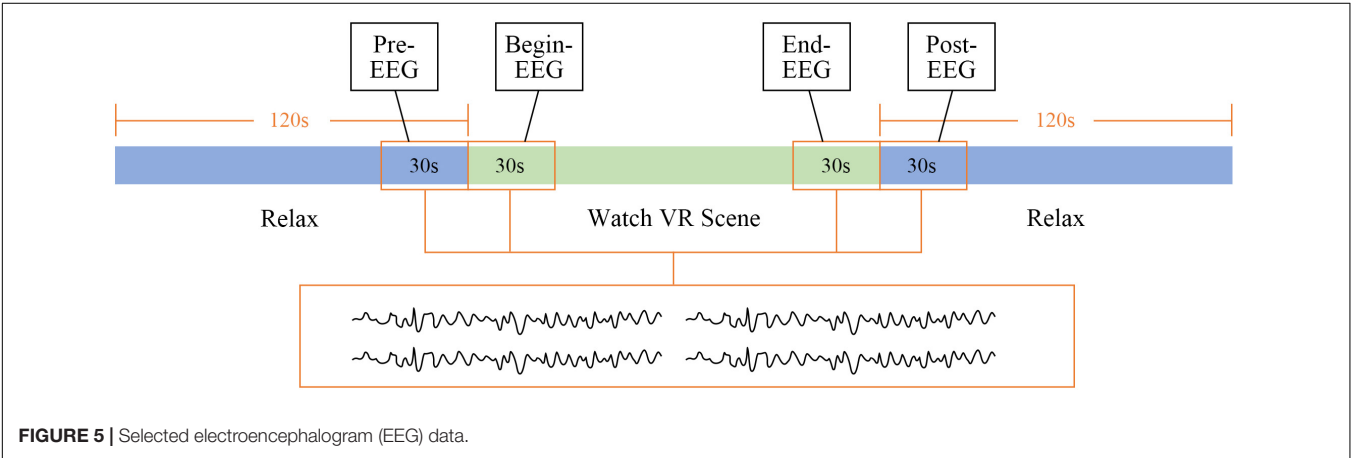 Pre-
EEG
Begin-
EEG
End-
EEG
Post-
EEG
120s
120s
30s
30s
30s
30s
Relax
Watch VR Scene
Relax
FIGURE 5 | Selected electroencephalogram (EEG) data.